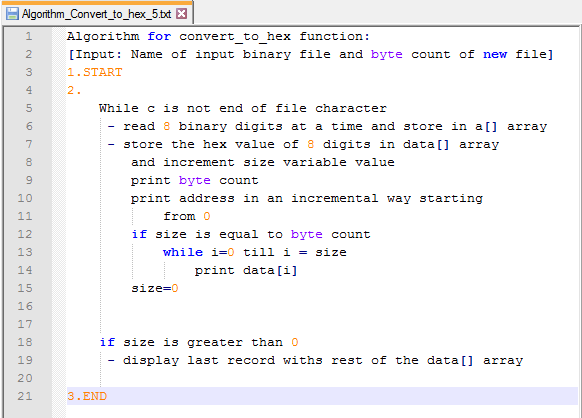 Algorithm_Convert_to_hex_5.txt
1 Algorithm for convert_to_hex function:
2 [Input: Name of input binary file and byte count of new file]
3 1.START
4 2.
5 While c is not end of file character
6 - read 8 binary digits at a time and store in a[] array
7 - store the hex value of 8 digits in data[] array
8 and increment size variable value
9 print byte count
10 print address in an incremental way starting
11 from 0
12 if size is equal to byte count
13 while i=0 till i = size
14 print data[i]
15 size=0
16
17
18 if size is greater than 0
19 - display last record withs rest of the data[] array
20
21 3.END